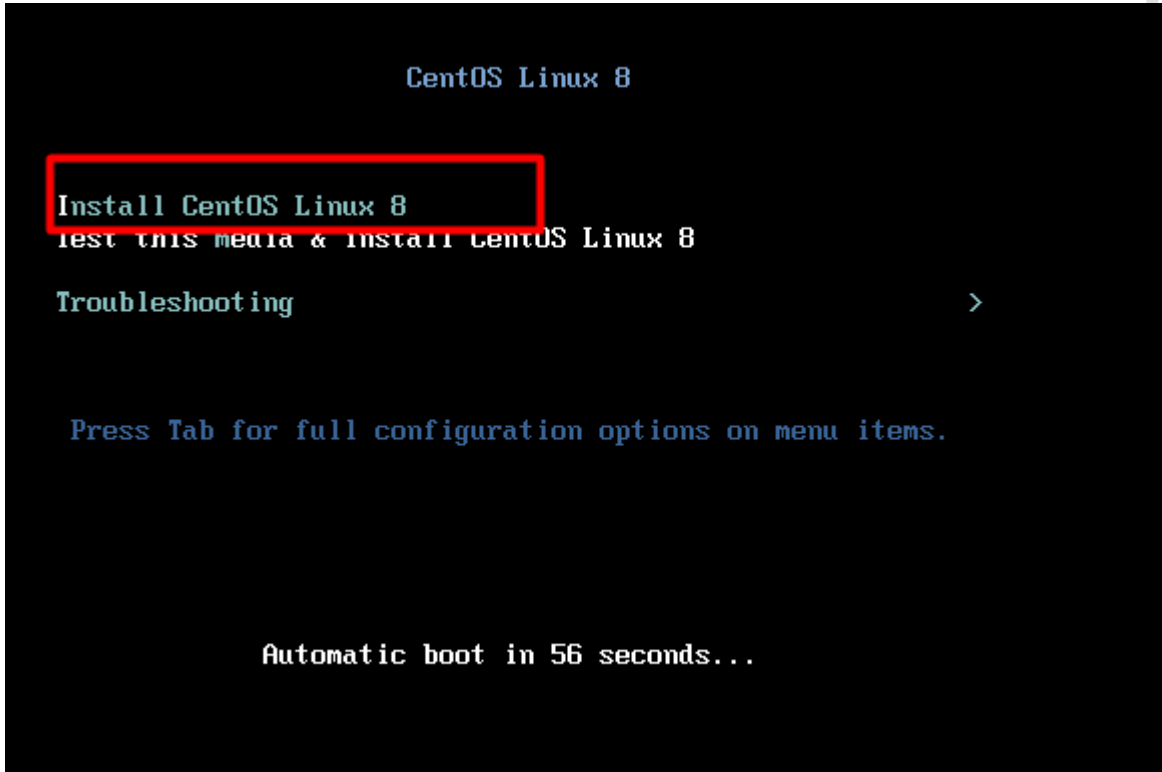 CentOS Linux 8
Install CentOS Linux 8
Test this media & install CentOS Linux 8
Troubleshooting >
Press Tab for full configuration options on menu items.
Automatic boot in 56 seconds...